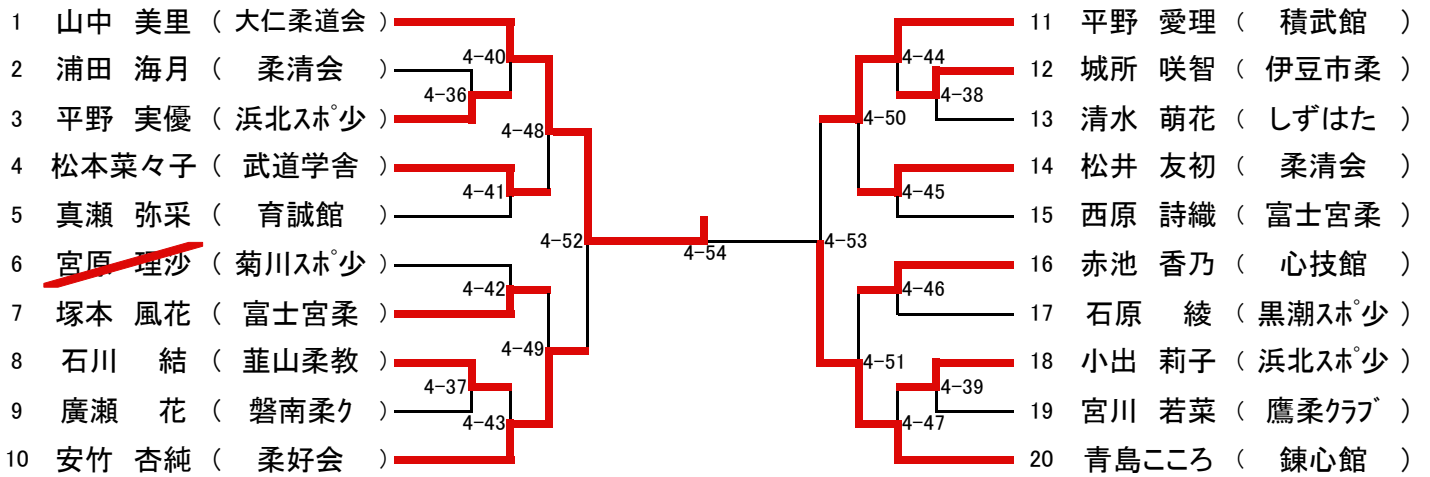 1 山中 美里 ( 大仁柔道会 )
2 浦田 海月 ( 柔清会 )
3 平野 実優 ( 浜北ｽﾎﾟ少 )
4 松本菜々子 ( 武道学舎 )
5 真瀬 弥采 ( 育誠館 )
6 宮原 理沙 ( 菊川ｽﾎﾟ少 )
7 塚本 風花 ( 富士宮柔 )
8 石川 結 ( 韮山柔教 )
9 廣瀬 花 ( 磐南柔ｸ )
10 安竹 杏純 ( 柔好会 )
4-40
4-36
4-48
4-41
4-52
4-42
4-49
4-37
4-43
4-54
4-44
4-38
4-50
4-45
4-53
4-46
4-51
4-39
4-47
11 平野 愛理 ( 積武館 )
12 城所 咲智 ( 伊豆市柔 )
13 清水 萌花 ( しずはた )
14 松井 友初 ( 柔清会 )
15 西原 詩織 ( 富士宮柔 )
16 赤池 香乃 ( 心技館 )
17 石原 綾 ( 黒潮ｽﾎﾟ少 )
18 小出 莉子 ( 浜北ｽﾎﾟ少 )
19 宮川 若菜 ( 鷹柔ｸﾗﾌﾞ )
20 青島こころ ( 錬心館 )